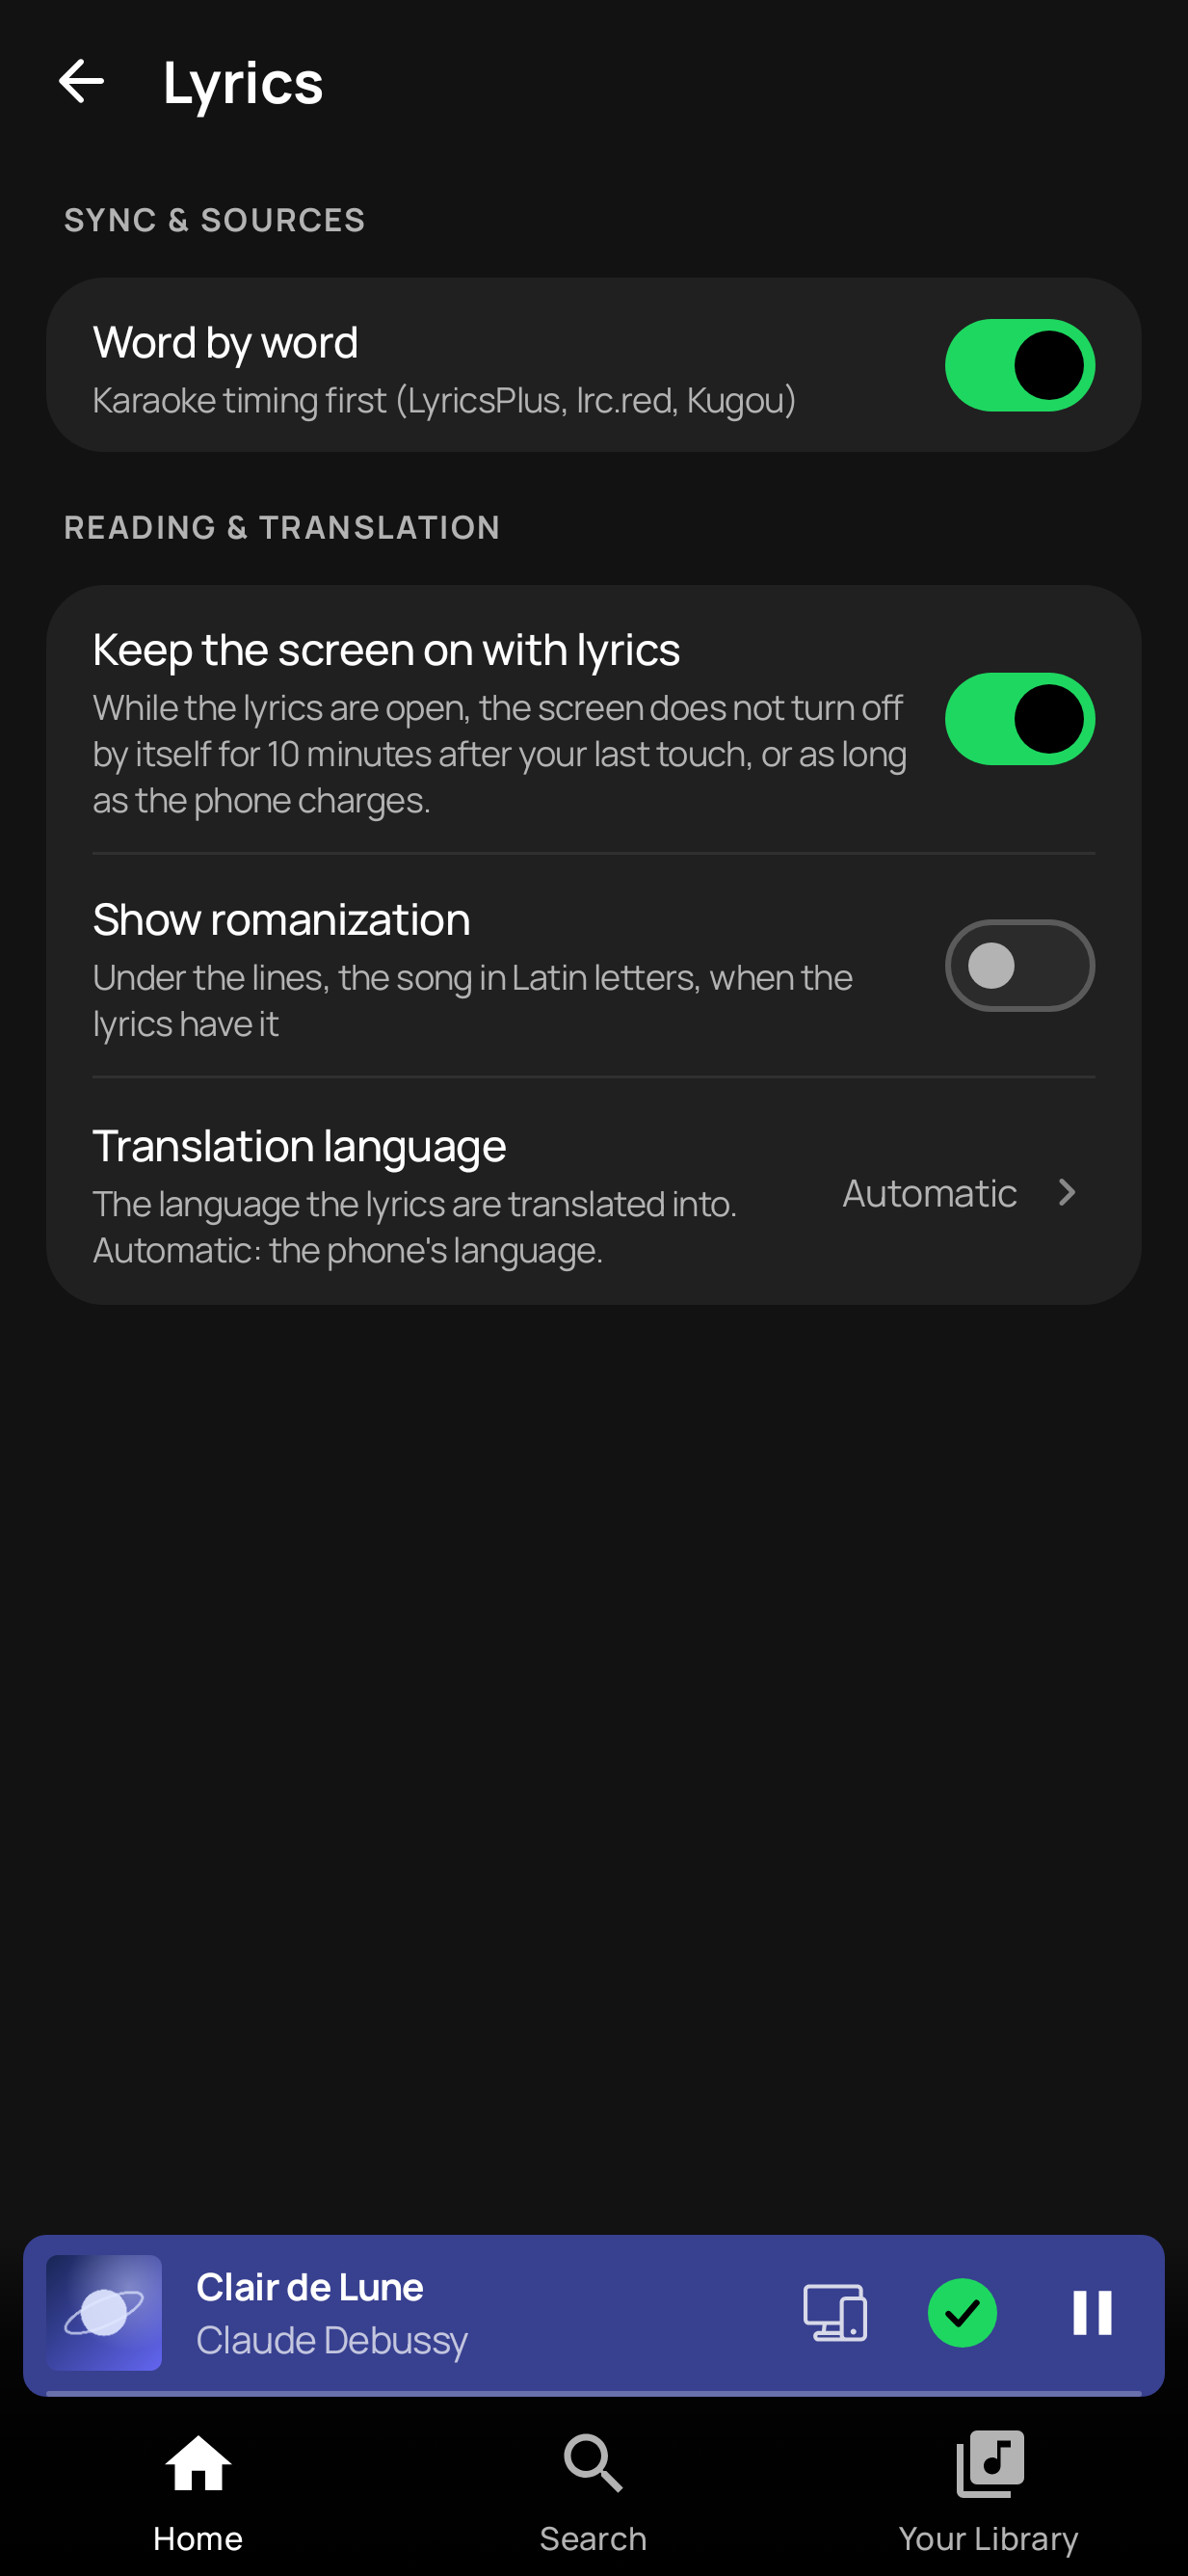 Lyrics
SYNC & SOURCES
Word by word
Karaoke timing first (LyricsPlus, lrc.red, Kugou)
READING & TRANSLATION
Keep the screen on with lyrics
While the lyrics are open, the screen does not turn off
by itself for 10 minutes after your last touch, or as long
as the phone charges.
Show romanization
Under the lines, the song in Latin letters, when the
lyrics have it
Translation language
The language the lyrics are translated into.
Automatic: the phone's language.
Automatic
Clair de Lune
Claude Debussy
Home
Search
Your Library